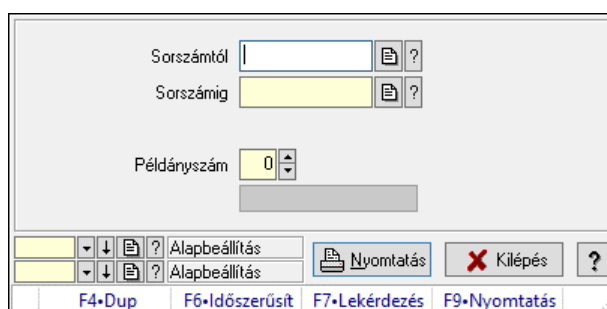 Sorszámtól ?
Sorszámig ?
Példányszám 0
? Alapbeállítás
? Alapbeállítás
Nyomtatás Kilépés ?
F4•Dup F6•Időszerűsít F7•Lekérdezés F9•Nyomtatás